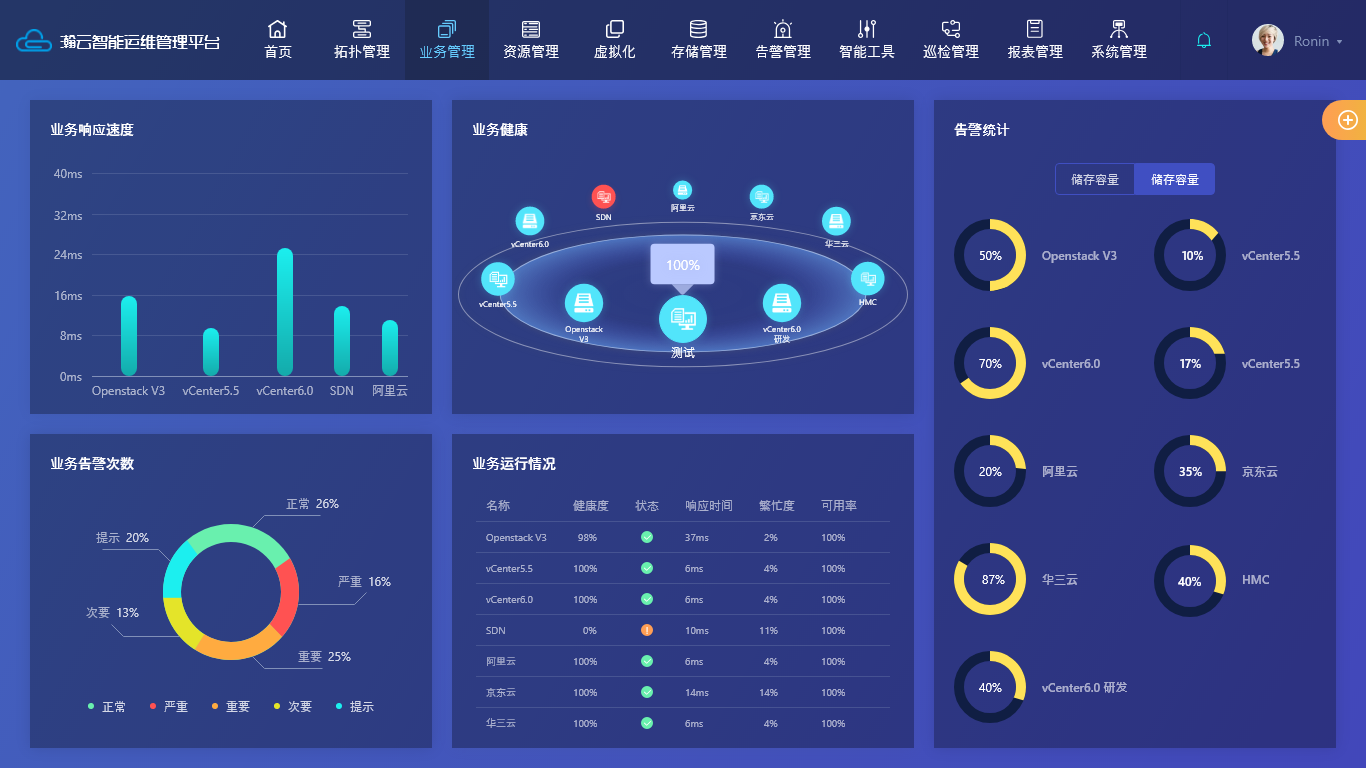 瀚云智能运维管理平台
首页
拓扑管理
业务管理
资源管理
虚拟化
存储管理
告警管理
智能工具
巡检管理
报表管理
系统管理
Ronin
业务响应速度
40ms
32ms
24ms
16ms
8ms
0ms
Openstack V3
vCenter5.5
vCenter6.0
SDN
阿里云
业务健康
SDN
阿里云
京东云
vCenter6.0
华三云
100%
vCenter5.5
HMC
Openstack
V3
测试
vCenter6.0
研发
告警统计
储存容量
储存容量
50%
Openstack V3
10%
vCenter5.5
70%
vCenter6.0
17%
vCenter5.5
20%
阿里云
35%
京东云
87%
华三云
40%
HMC
40%
vCenter6.0 研发
业务告警次数
正常 26%
提示 20%
严重 16%
次要 13%
重要 25%
正常
严重
重要
次要
提示
业务运行情况
名称 健康度 状态 响应时间 繁忙度 可用率
Openstack V3 98% 37ms 2% 100%
vCenter5.5 100% 6ms 4% 100%
vCenter6.0 100% 6ms 4% 100%
SDN 0% 10ms 11% 100%
阿里云 100% 6ms 4% 100%
京东云 100% 14ms 14% 100%
华三云 100% 6ms 4% 100%